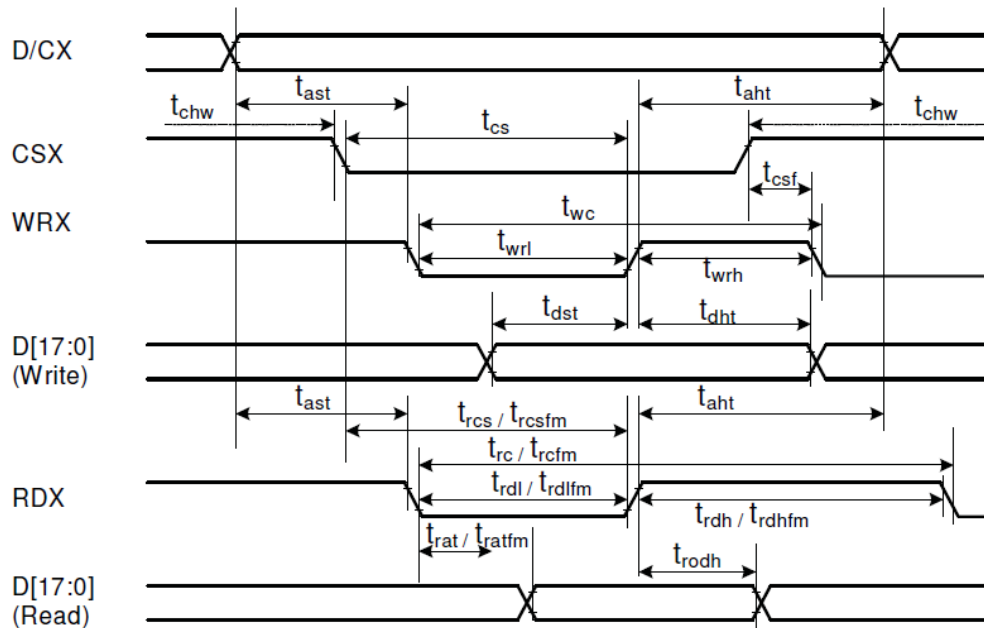 D/CX
t_ast t_aht
t_chw t_chw
t_cs
CSX
t_csf
WRX t_wc
t_wrl t_wrh
t_dst t_dht
D[17:0]
(Write)
t_ast t_aht
t_rcs / t_rcsfm
t_rc / t_rcfm
RDX t_rdl / t_rdlfm
t_rdh / t_rdhfm
t_rat / t_ratfm
t_rodh
D[17:0]
(Read)